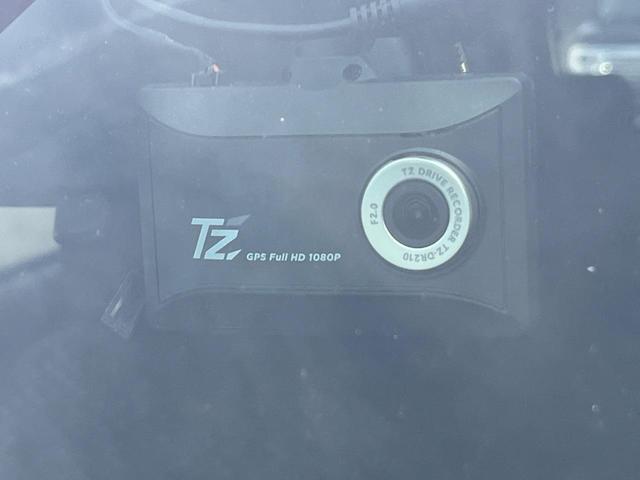 TZ
GPS Full HD 1080P
F2.0
TZ DRIVE RECORDER TZ-DR210